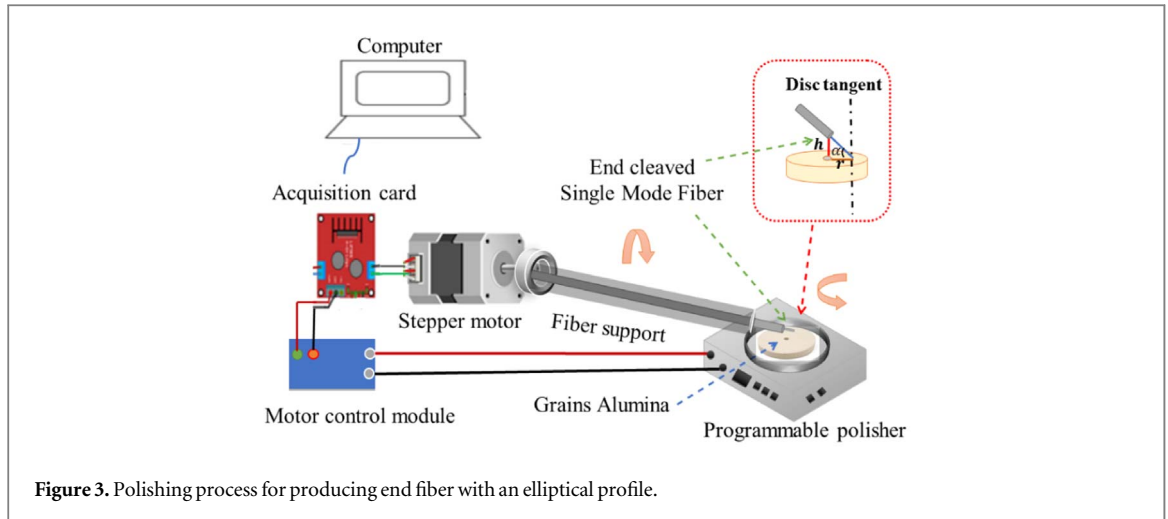 Computer
Disc tangent
h
α
r
End cleaved
Single Mode Fiber
Acquisition card
Stepper motor
Fiber support
Grains Alumina
Motor control module
Programmable polisher
Figure 3. Polishing process for producing end fiber with an elliptical profile.